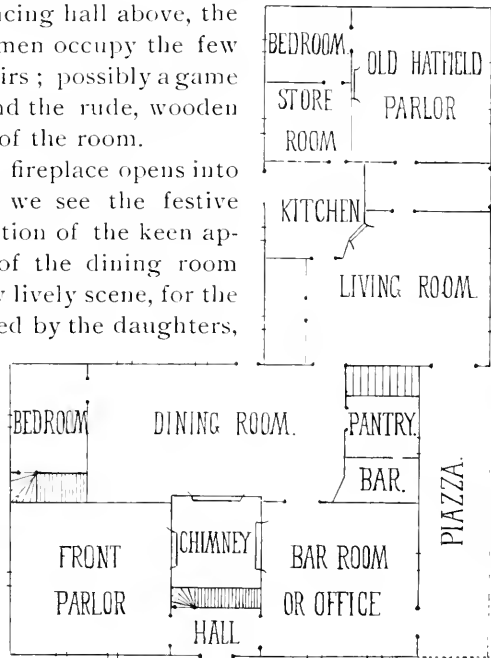 ncing hall above, the
men occupy the few
irs ; possibly a game
nd the rude, wooden
of the room.
fireplace opens into
we see the festive
tion of the keen ap-
of the dining room
lively scene, for the
ed by the daughters,
BEDROOM.
OLD HATFIELD
PARLOR
STORE
ROOM
KITCHEN
LIVING ROOM.
BEDROOM
DINING ROOM.
PANTRY.
BAR.
PIAZZA.
FRONT
PARLOR
CHIMNEY
BAR ROOM
OR OFFICE
HALL